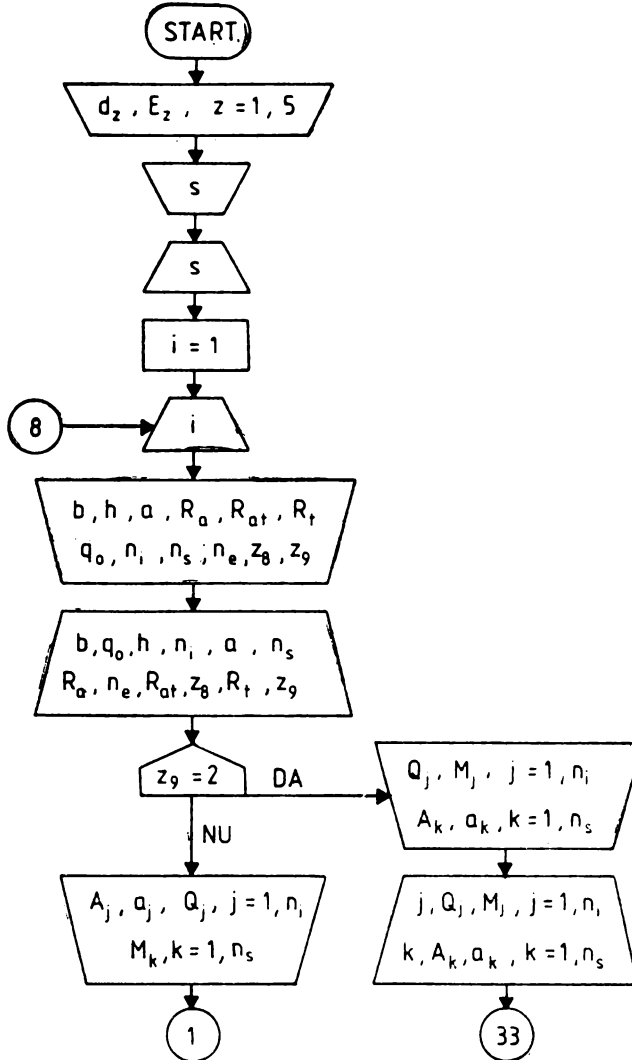 START.
d_z , E_z , z = 1, 5
s
s
i = 1
8
i
b, h, a, R_a, R_at, R_t
q_o, n_i, n_s; n_e, z_8, z_9
b, q_o, h, n_i, a, n_s
R_a, n_e, R_at, z_8, R_t, z_9
z_9 = 2
DA
NU
Q_j, M_j, j = 1, n_i
A_k, a_k, k = 1, n_s
A_j, a_j, Q_j, j = 1, n_i
M_k, k = 1, n_s
j, Q_j, M_j, j = 1, n_i
k, A_k, a_k, k = 1, n_s
1
33